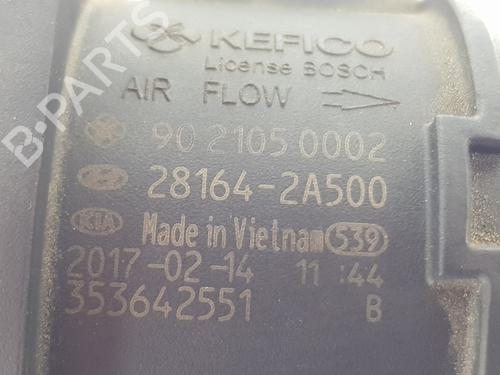 KEFICO
License BOSCH
AIR FLOW
90 2105 0002
28164-2A500
KIA Made in Vietnam 539
2017-02-14 11:44
353642551 B
B-PARTS